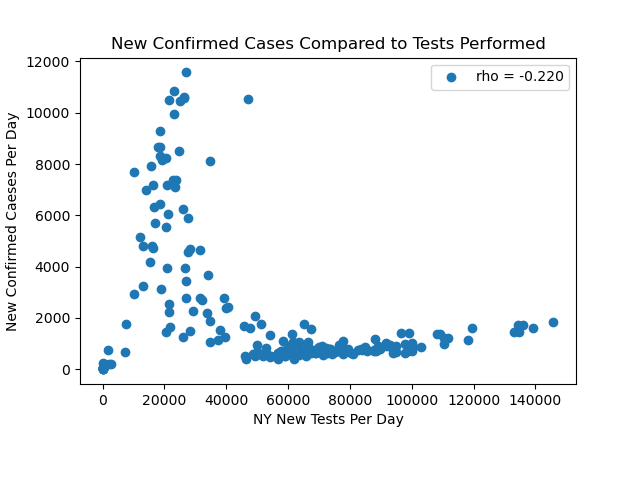 New Confirmed Cases Compared to Tests Performed
rho = -0.220
12000
10000
8000
6000
4000
2000
0
New Confirmed Caeses Per Day
0 20000 40000 60000 80000 100000 120000 140000
NY New Tests Per Day